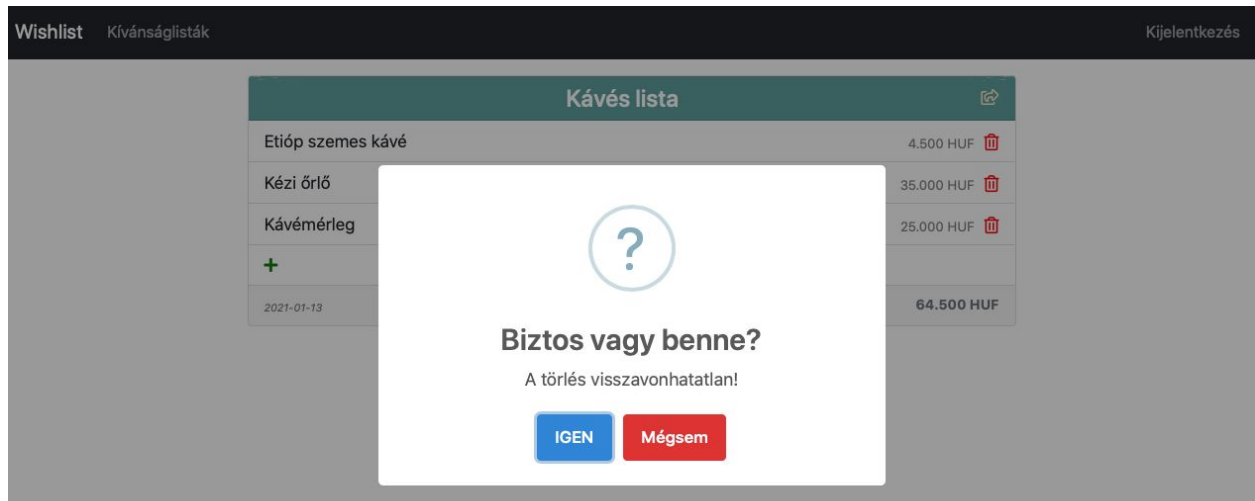 Wishlist Kívánságlisták Kijelentkezés
Kávés lista
Etióp szemes kávé 4.500 HUF
Kézi őrlő 35.000 HUF
Kávémérleg 25.000 HUF
+
2021-01-13 64.500 HUF
?
Biztos vagy benne?
A törlés visszavonhatatlan!
IGEN Mégsem